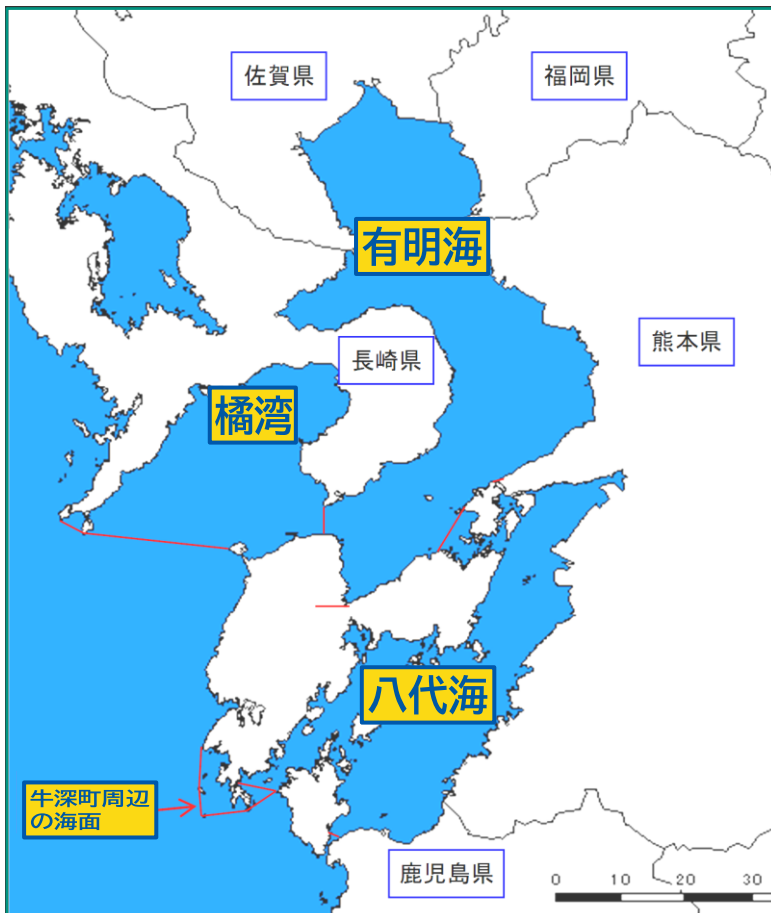 佐賀県
福岡県
有明海
熊本県
長崎県
橘湾
八代海
牛深町周辺
の海面
鹿児島県
0 10 20 30